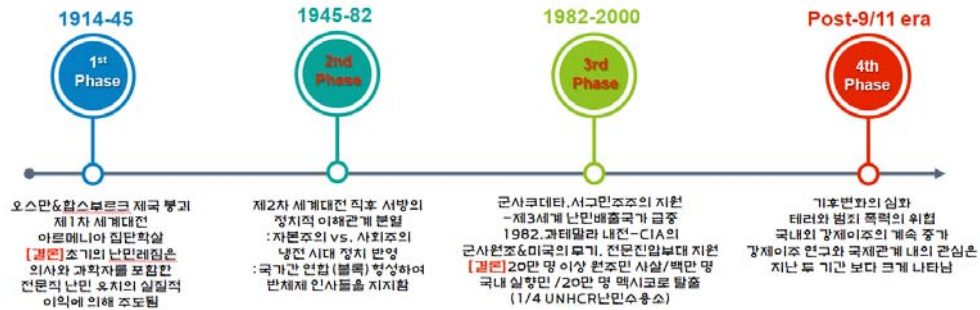 1914-45
1945-82
1982-2000
Post-9/11 era
1st
Phase
2nd
Phase
3rd
Phase
4th
Phase
오스만&합스부르크 제국 붕괴
제1차 세계대전
아르메니아 집단학살
[결론]초기의 난민레짐은
의사와 과학자를 포함한
전문직 난민 유치의 실질적
이익에 의해 주도됨
제2차 세계대전 직후 서방의
정치적 이해관계 분열
:자본주의 vs. 사회주의
냉전 시대 정치 반영
:국가간 연합(블록) 형성하여
반체제 인사들을 지지함
군사쿠데타,서구민주주의 지원
-제3세계 난민배출국가 급증
1982.과테말라 내전-CIA의
군사원조&미국의 무기, 전문진압부대 지원
[결론]20만 명 이상 원주민 사살/백만 명
국내 실향민 /20만 명 멕시코로 탈출
(1/4 UNHCR난민수용소)
기후변화의 심화
테러와 범죄 폭력의 위협
국내외 강제이주의 계속 증가
강제이주 연구와 국제관계 내의 관심은
지난 두 기간 보다 크게 나타남